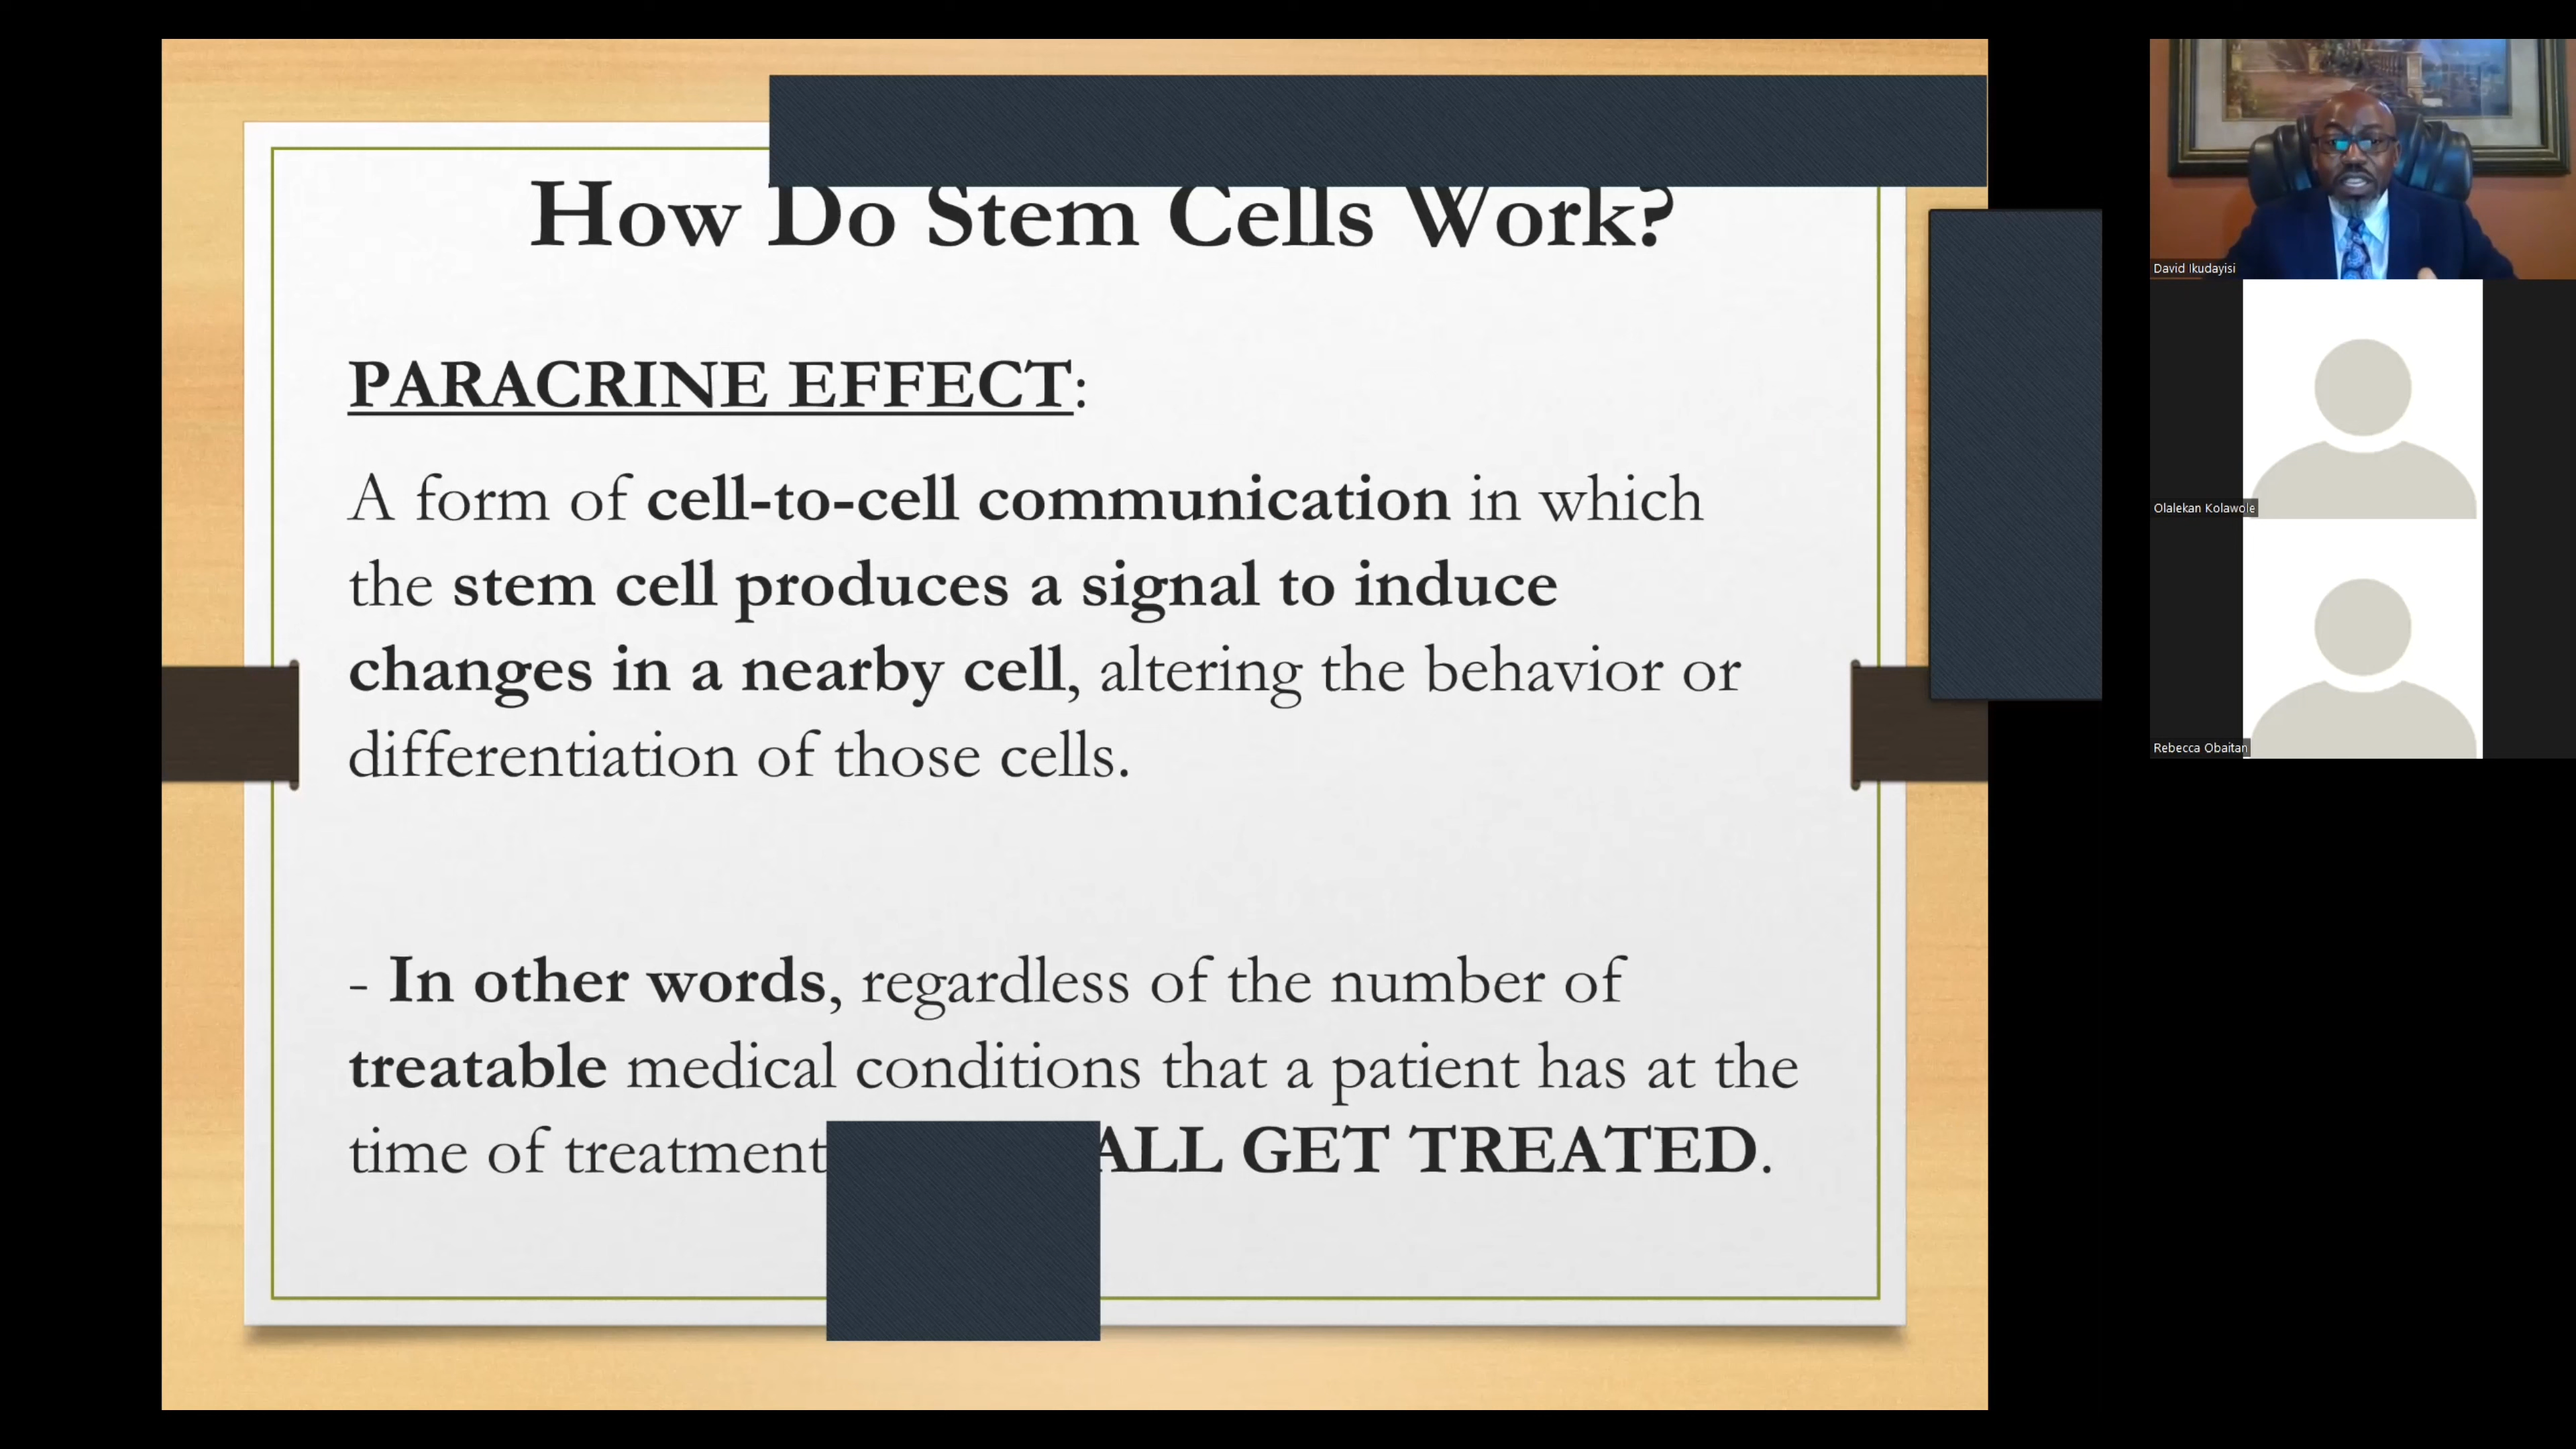 How Do Stem Cells Work?
PARACRINE EFFECT:
A form of cell-to-cell communication in which
the stem cell produces a signal to induce
changes in a nearby cell, altering the behavior or
differentiation of those cells.
- In other words, regardless of the number of
treatable medical conditions that a patient has at the
time of treatment ALL GET TREATED.
David Ikudayisi
Olalekan Kolawole
Rebecca Obaitan